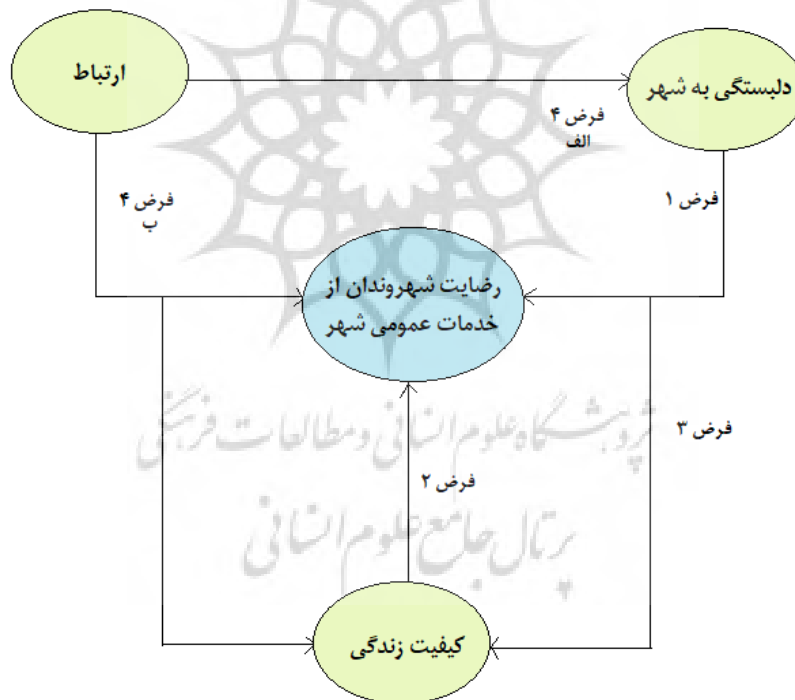 ارتباط
دلبستگی به شهر
فرض ۴
الف
فرض ۴
ب
فرض ۱
رضایت شهروندان از
خدمات عمومی شهر
پژوهشگاه علوم انسانی و مطالعات فرهنگی
فرض ۳
فرض ۲
پرتال جامع علوم انسانی
کیفیت زندگی